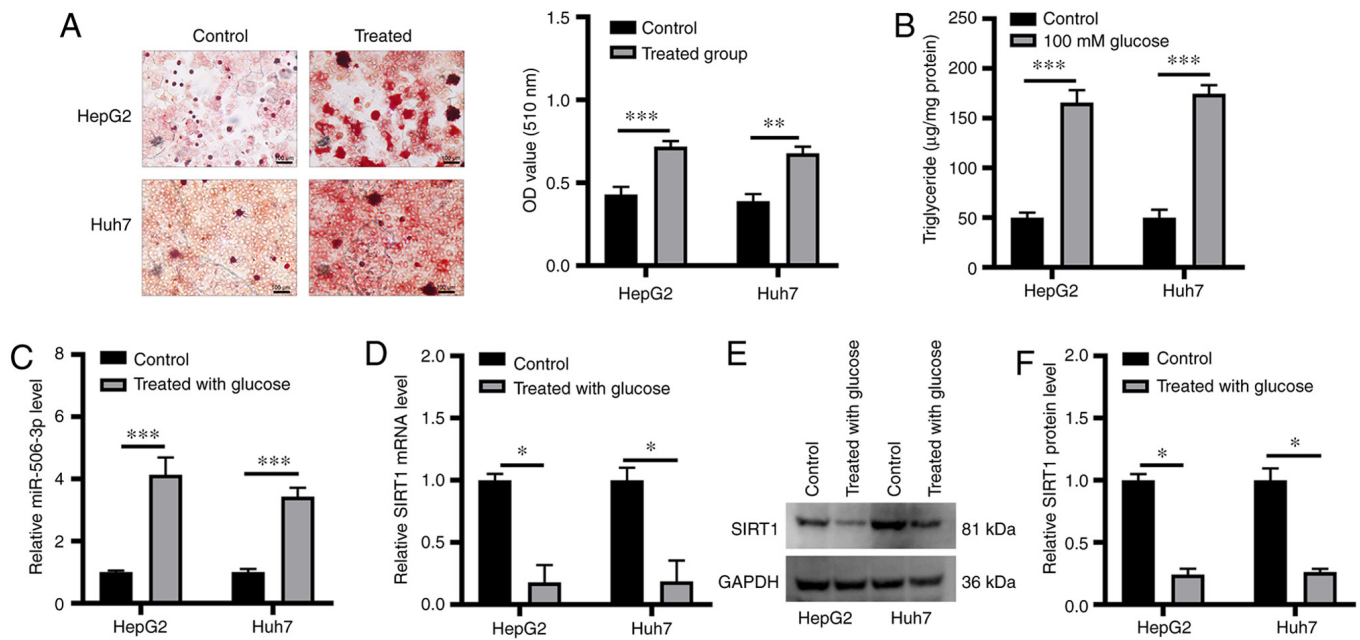 A
Control
Treated
HepG2
Huh7
100 µm
100 µm
100 µm
100 µm
OD value (510 nm)
1.5
1.0
0.5
0.0
Control
Treated group
***
**
HepG2
Huh7
B
Triglyceride (µg/mg protein)
250
200
150
100
50
0
Control
100 mM glucose
***
***
HepG2
Huh7
C
Relative miR-506-3p level
8
6
4
2
0
Control
Treated with glucose
***
***
HepG2
Huh7
D
Relative SIRT1 mRNA level
2.0
1.5
1.0
0.5
0.0
Control
Treated with glucose
*
*
HepG2
Huh7
E
Control
Treated with glucose
Control
Treated with glucose
SIRT1
81 kDa
GAPDH
36 kDa
HepG2
Huh7
F
Relative SIRT1 protein level
2.0
1.5
1.0
0.5
0.0
Control
Treated with glucose
*
*
HepG2
Huh7